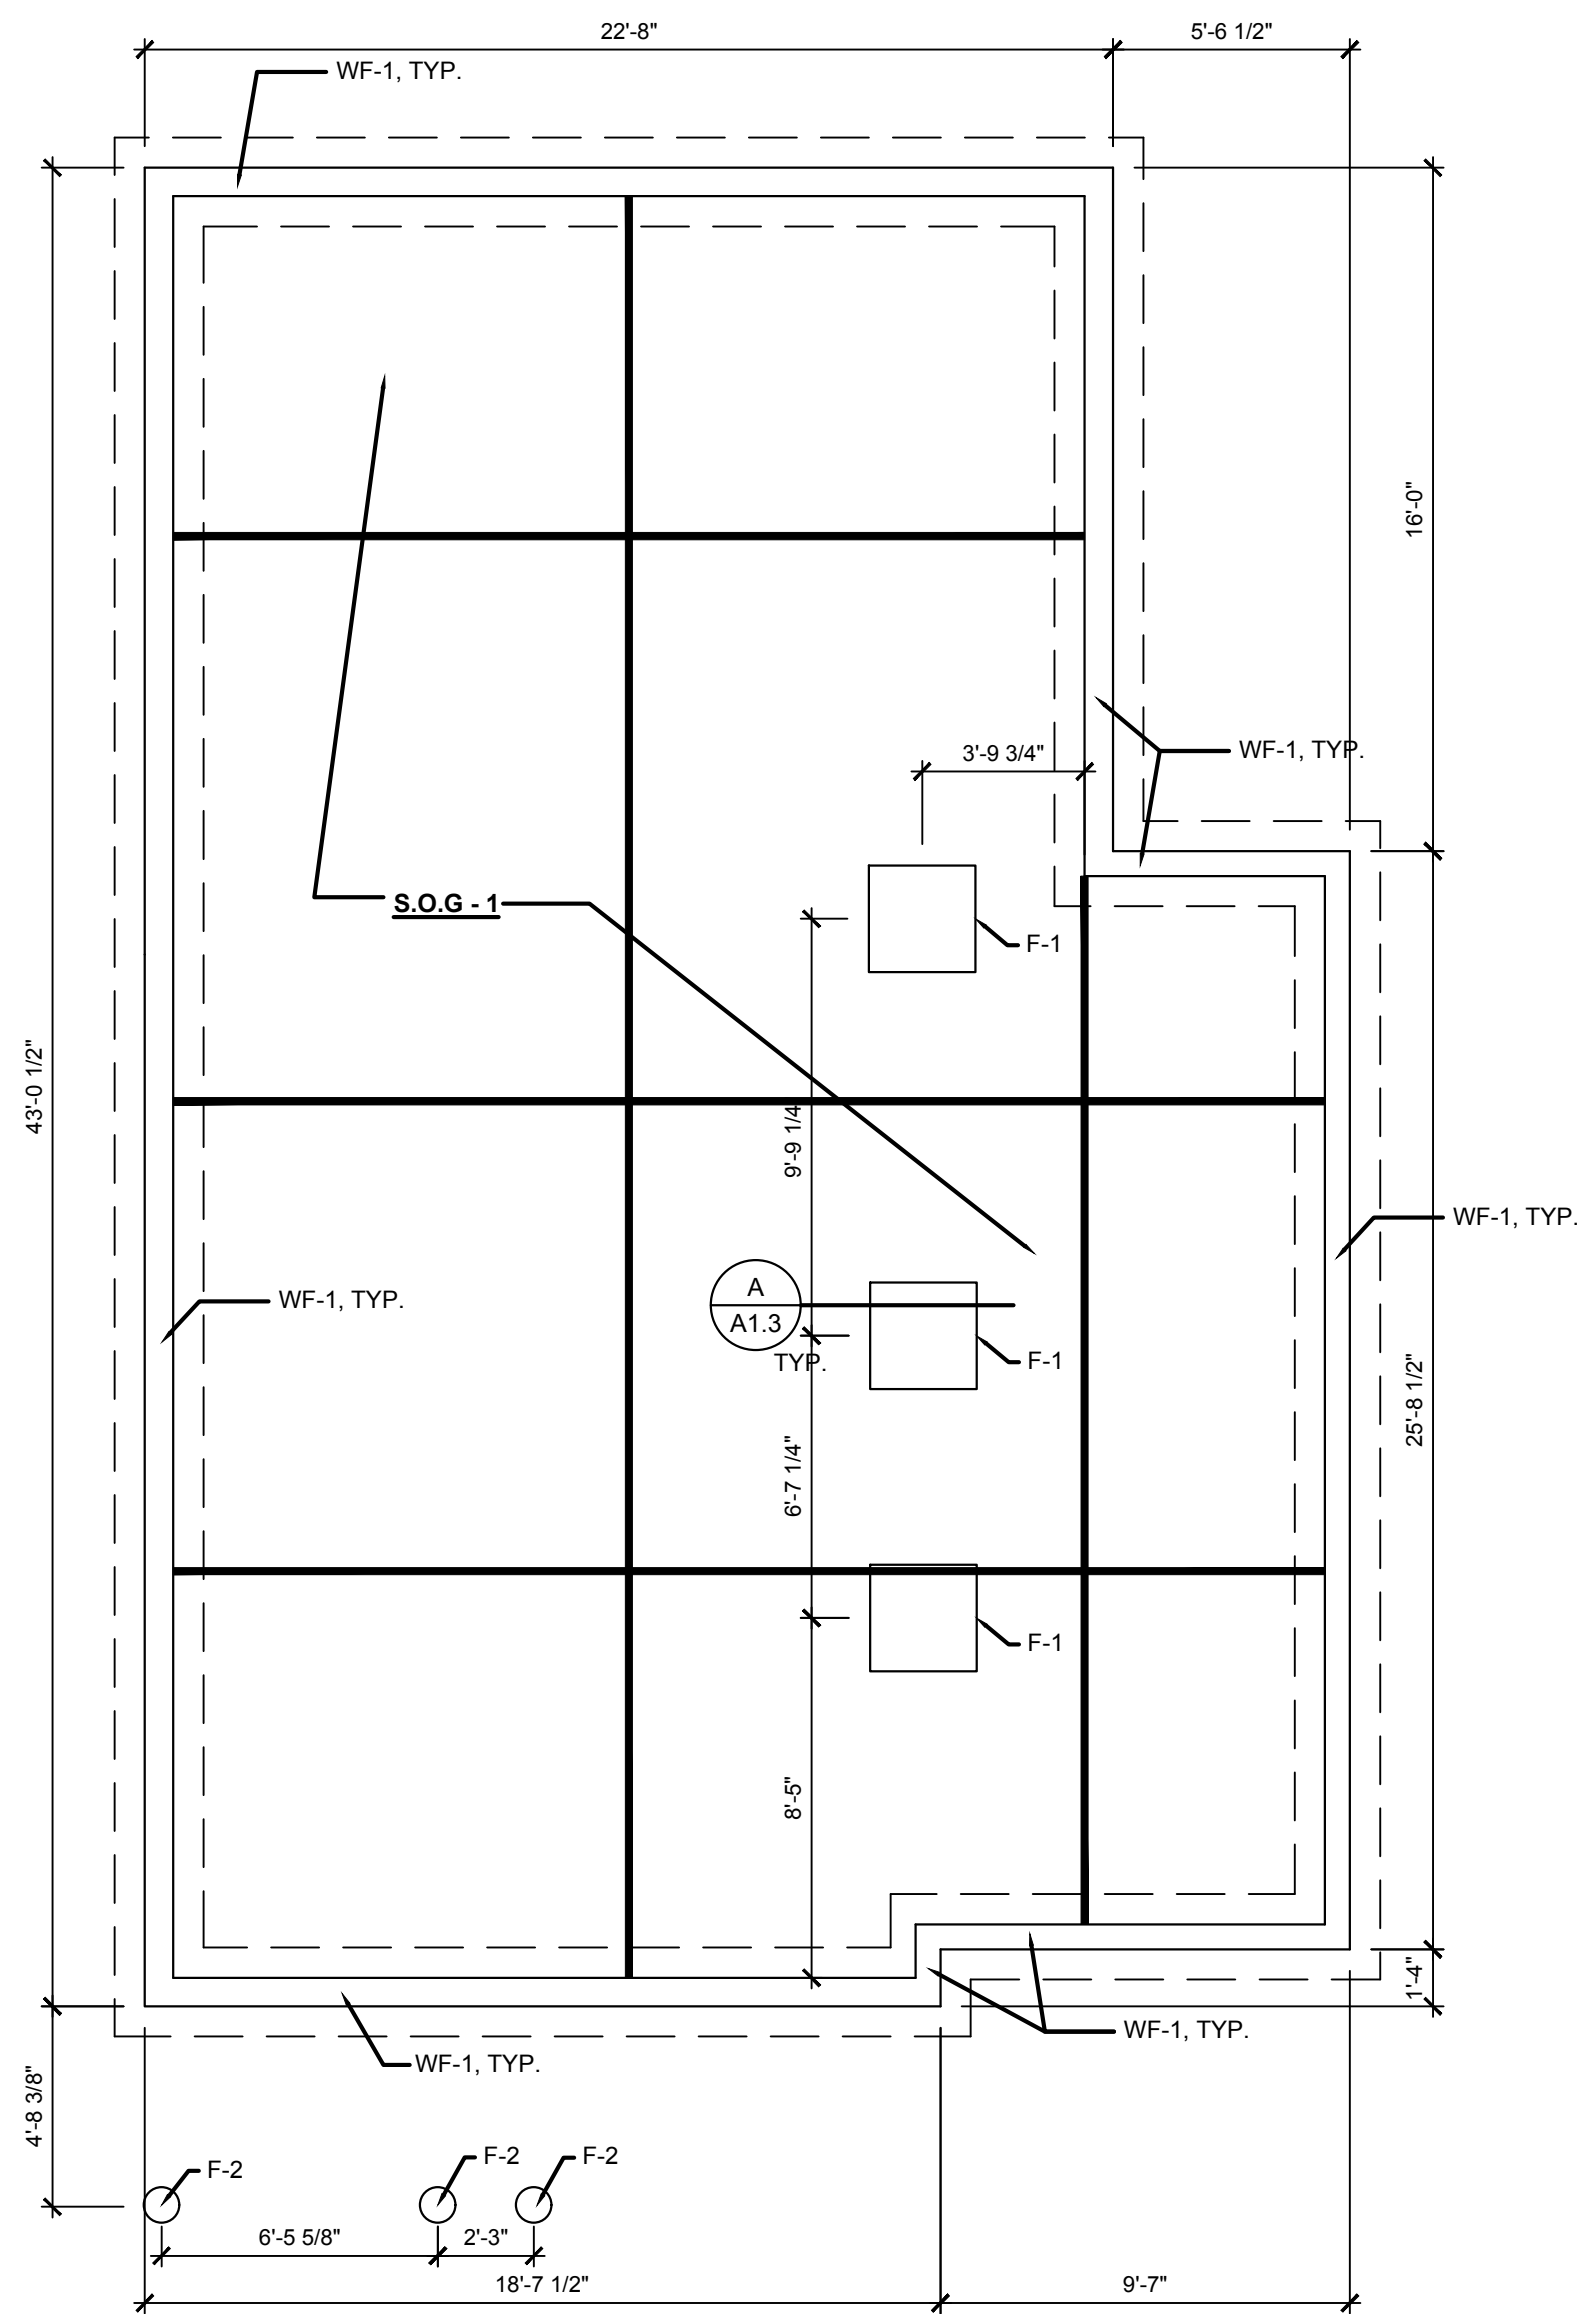 22'-8"
5'-6 1/2"
WF-1, TYP.
16'-0"
3'-9 3/4"
WF-1, TYP.
S.O.G - 1
F-1
43'-0 1/2"
9'-9 1/4
WF-1, TYP.
A
A1.3
WF-1, TYP.
TYP.
F-1
25'-8 1/2"
6'-7 1/4"
F-1
8'-5"
1'-4"
WF-1, TYP.
WF-1, TYP.
4'-8 3/8"
F-2
F-2
F-2
6'-5 5/8"
2'-3"
18'-7 1/2"
9'-7"